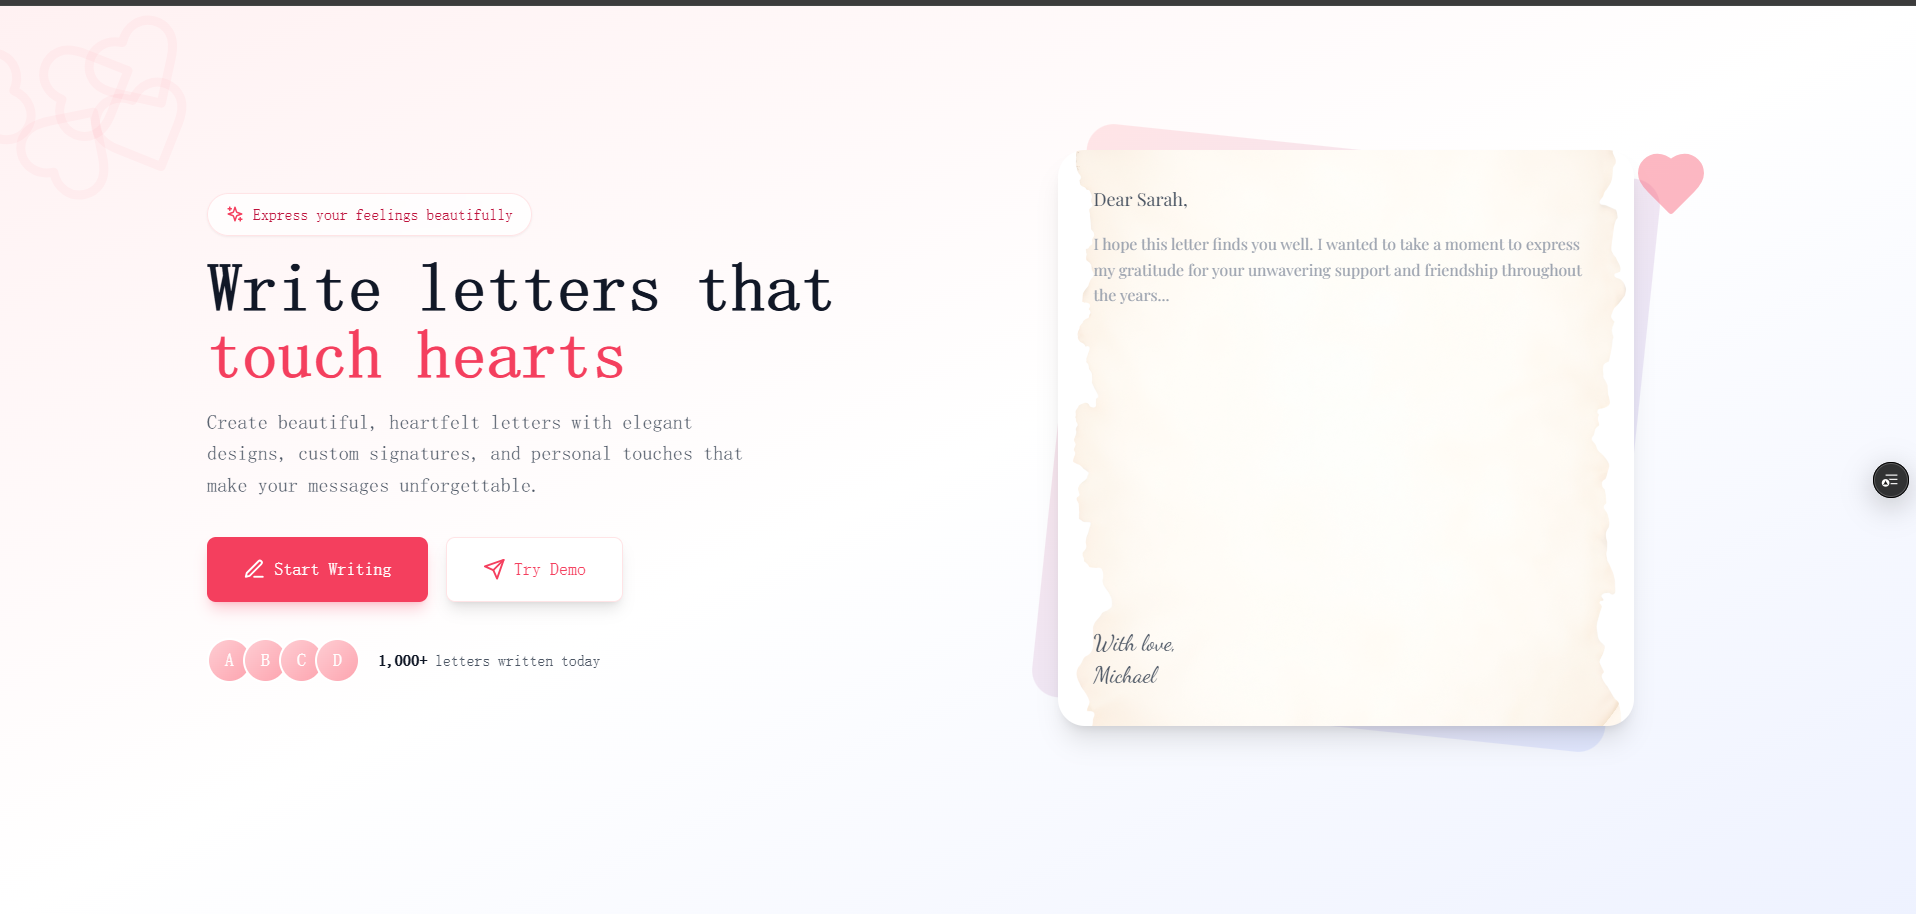 Express your feelings beautifully
Write letters that
touch hearts
Create beautiful, heartfelt letters with elegant
designs, custom signatures, and personal touches that
make your messages unforgettable.
Start Writing
Try Demo
A B C D
1,000+ letters written today
Dear Sarah,
I hope this letter finds you well. I wanted to take a moment to express
my gratitude for your unwavering support and friendship throughout
the years...
With love,
Michael